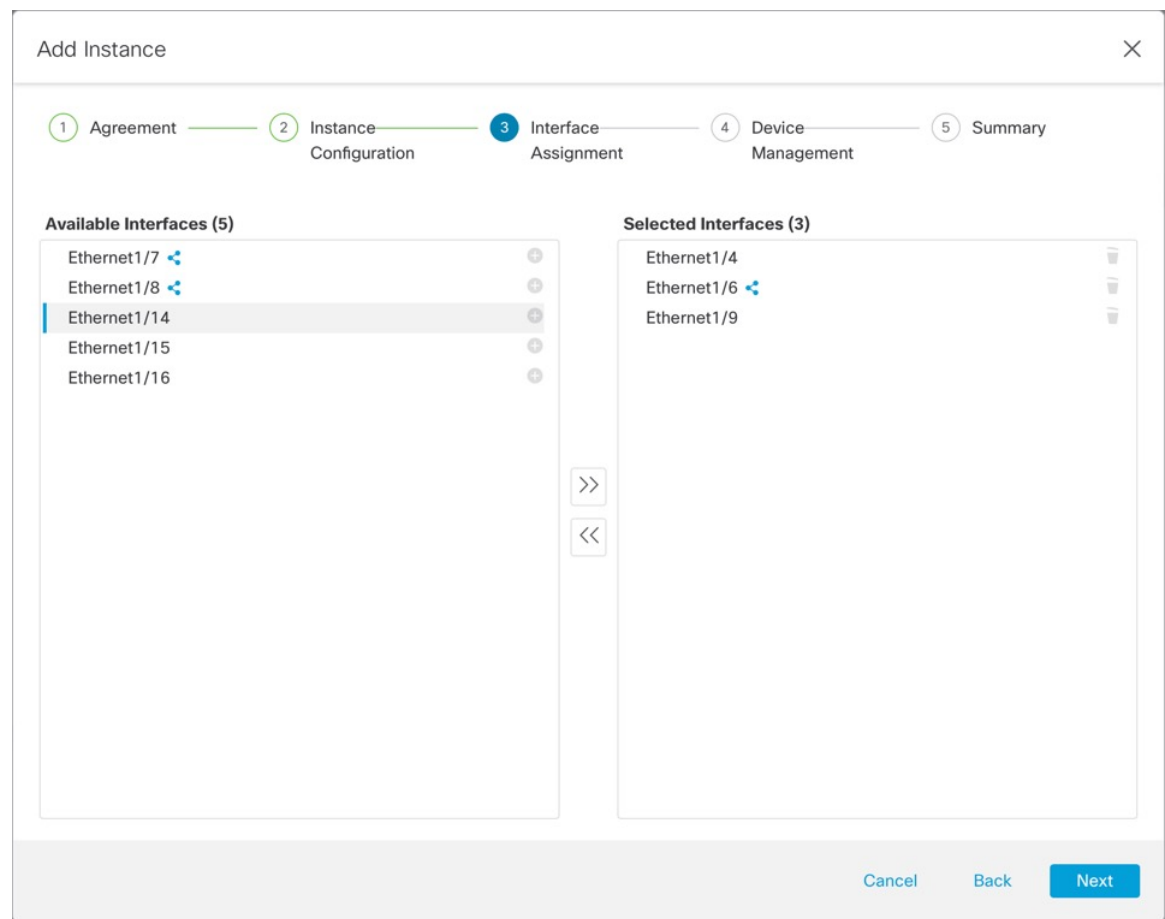 Add Instance
1 Agreement
2 Instance Configuration
3 Interface Assignment
4 Device Management
5 Summary
Available Interfaces (5)
Ethernet1/7
Ethernet1/8
Ethernet1/14
Ethernet1/15
Ethernet1/16
Selected Interfaces (3)
Ethernet1/4
Ethernet1/6
Ethernet1/9
>>
<<
Cancel
Back
Next